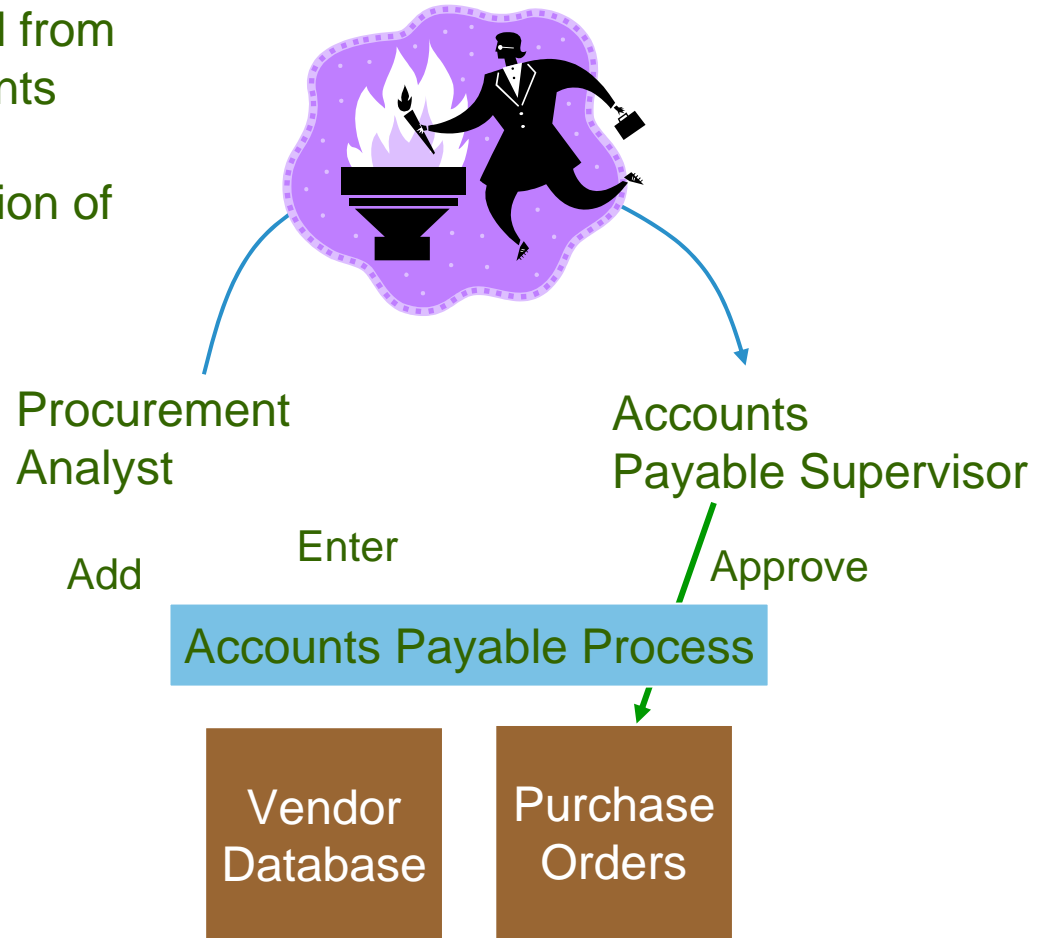 l from
nts
ion of
Procurement
Analyst
Accounts
Payable Supervisor
Add
Enter
Approve
Accounts Payable Process
Vendor
Database
Purchase
Orders